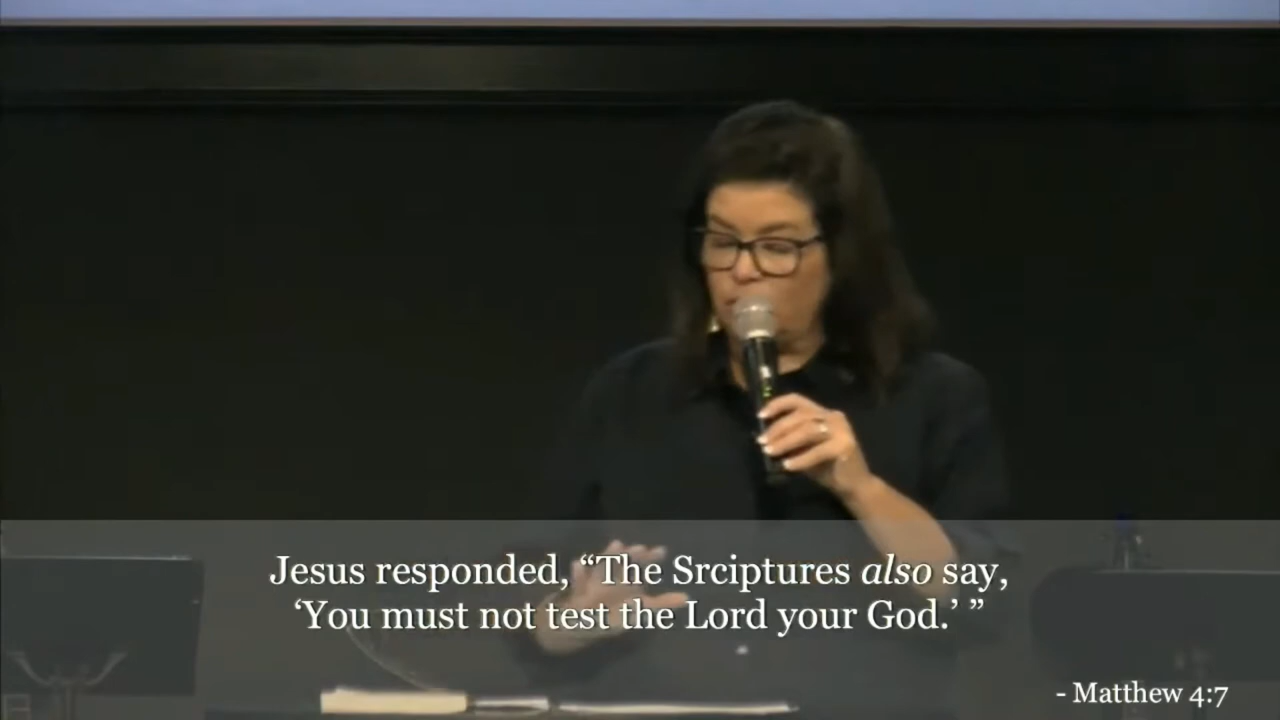 Jesus responded, “The Srciptures also say,
‘You must not test the Lord your God.’ ”
- Matthew 4:7